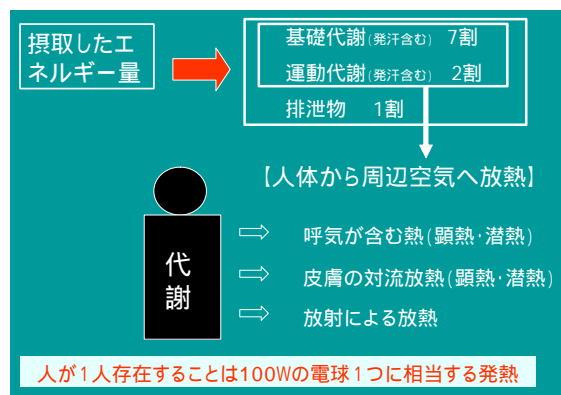 摂取したエ
ネルギー量
基礎代謝(発汗含む) 7割
運動代謝(発汗含む) 2割
排泄物 1割
【人体から周辺空気へ放熱】
代
謝
呼気が含む熱(顕熱・潜熱)
皮膚の対流放熱(顕熱・潜熱)
放射による放熱
人が1人存在することは100Wの電球1つに相当する発熱